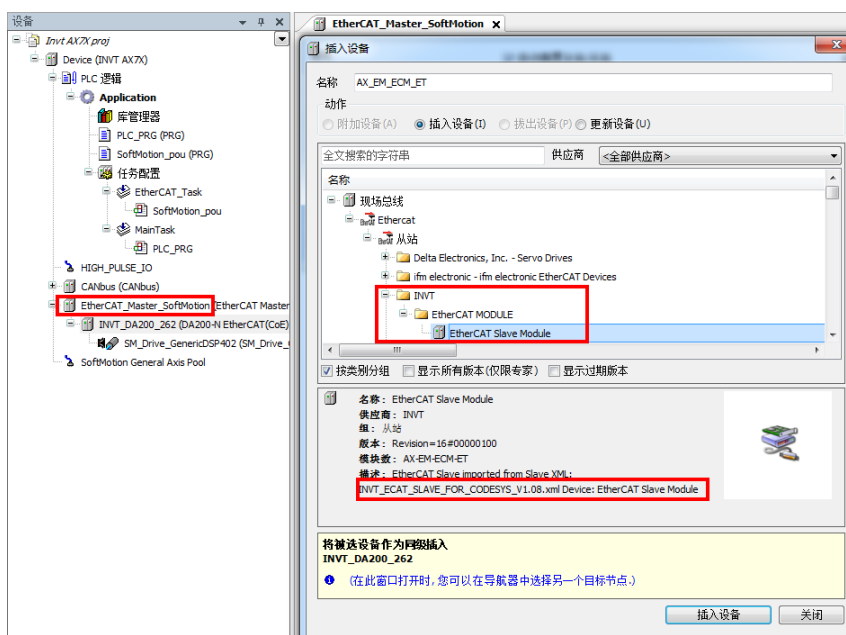 设备
Invt AX7X proj
Device (INVT AX7X)
PLC 逻辑
Application
库管理器
PLC_PRG (PRG)
SoftMotion_pou (PRG)
任务配置
EtherCAT_Task
SoftMotion_pou
MainTask
PLC_PRG
HIGH_PULSE_IO
CANbus (CANbus)
EtherCAT_Master_SoftMotion (EtherCAT Master
INVT_DA200_262 (DA200-N EtherCAT(CoE)
SM_Drive_GenericDSP402 (SM_Drive_
SoftMotion General Axis Pool
EtherCAT_Master_SoftMotion
插入设备
名称 AX_EM_ECM_ET
动作
附加设备(A) 插入设备(I) 拔出设备(P) 更新设备(U)
全文搜索的字符串 供应商 <全部供应商>
名称
现场总线
Ethercat
从站
Delta Electronics, Inc. - Servo Drives
ifm electronic - ifm electronic EtherCAT Devices
INVT
EtherCAT MODULE
EtherCAT Slave Module
按类别分组 显示所有版本(仅限专家) 显示过期版本
名称: EtherCAT Slave Module
供应商: INVT
组: 从站
版本: Revision=16#00000100
模块数: AX-EM-ECM-ET
描述: EtherCAT Slave imported from Slave XML:
INVT_ECAT_SLAVE_FOR_CODESYS_V1.08.xml Device: EtherCAT Slave Module
将被选设备作为同级插入
INVT_DA200_262
(在此窗口打开时, 您可以在导航器中选择另一个目标节点.)
插入设备 关闭